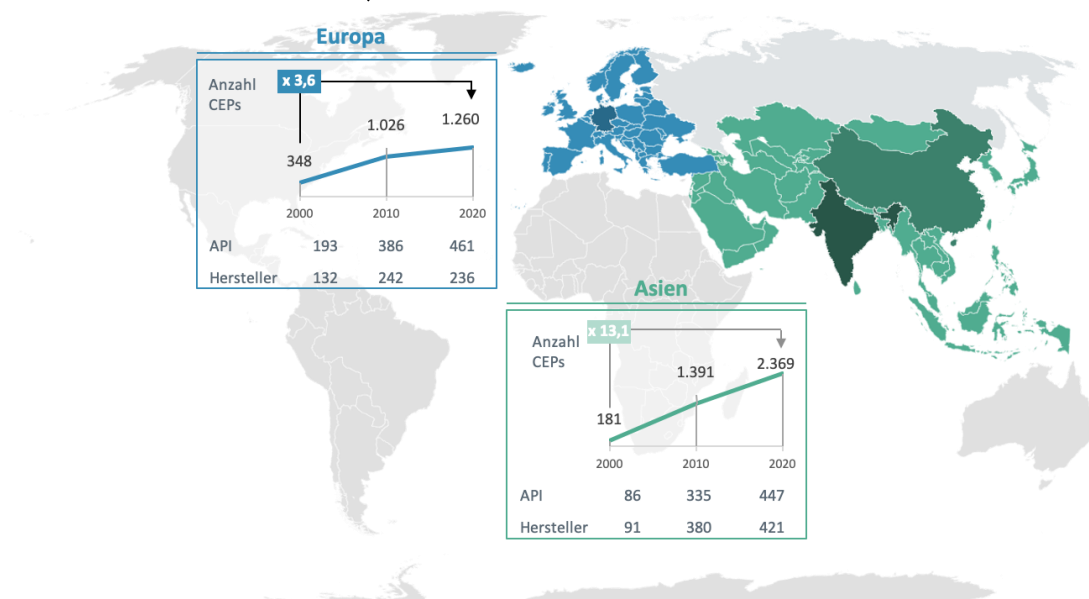 Europa
Anzahl
CEPs
x 3,6
348
1.026
1.260
2000 2010 2020
API 193 386 461
Hersteller 132 242 236
Asien
Anzahl
CEPs
x 13,1
181
1.391
2.369
2000 2010 2020
API 86 335 447
Hersteller 91 380 421